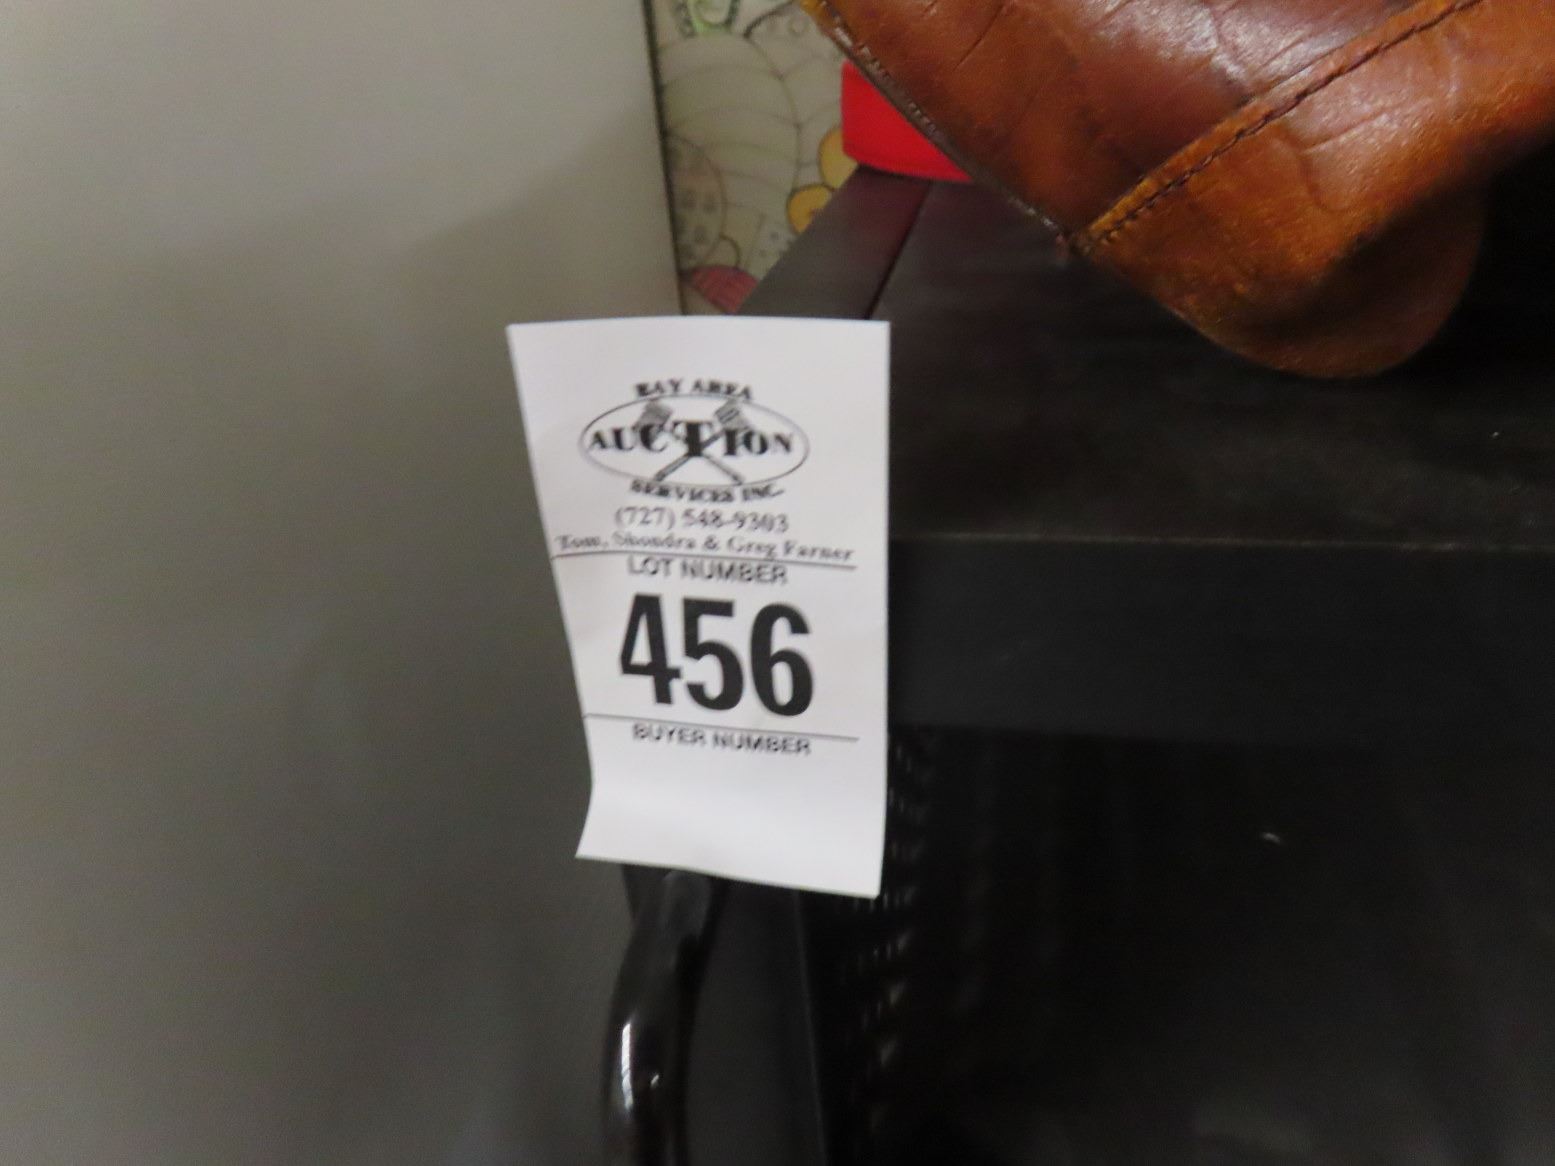 BAY AREA
AUCTION
SERVICES INC.
(727) 548-9303
Tom, Shondra & Greg Farner
LOT NUMBER
456
BUYER NUMBER